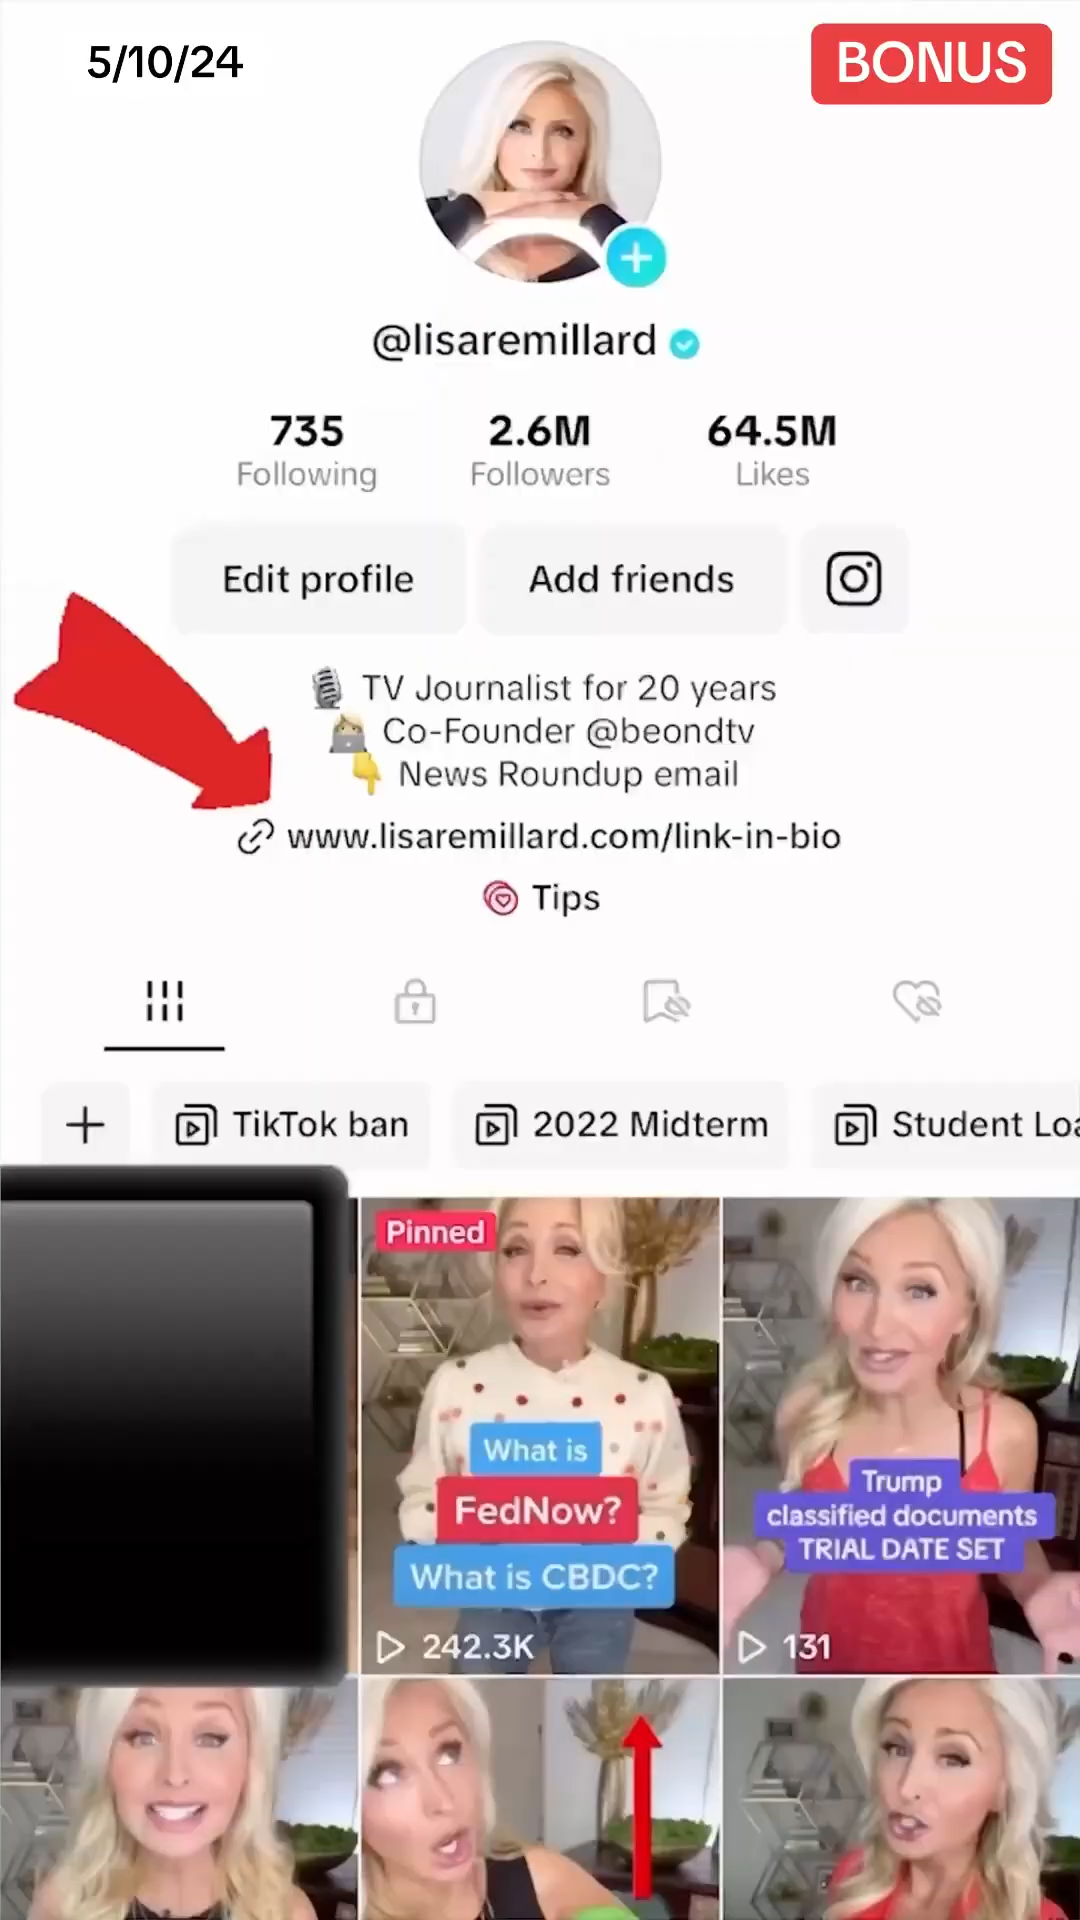 5/10/24
BONUS
@lisaremillard
735
2.6M
64.5M
Following
Followers
Likes
Edit profile
Add friends
TV Journalist for 20 years
Co-Founder @beondtv
News Roundup email
www.lisaremillard.com/link-in-bio
Tips
TikTok ban
2022 Midterm
Student Loa
Pinned
What is
FedNow?
What is CBDC?
242.3K
Trump
classified documents
TRIAL DATE SET
131